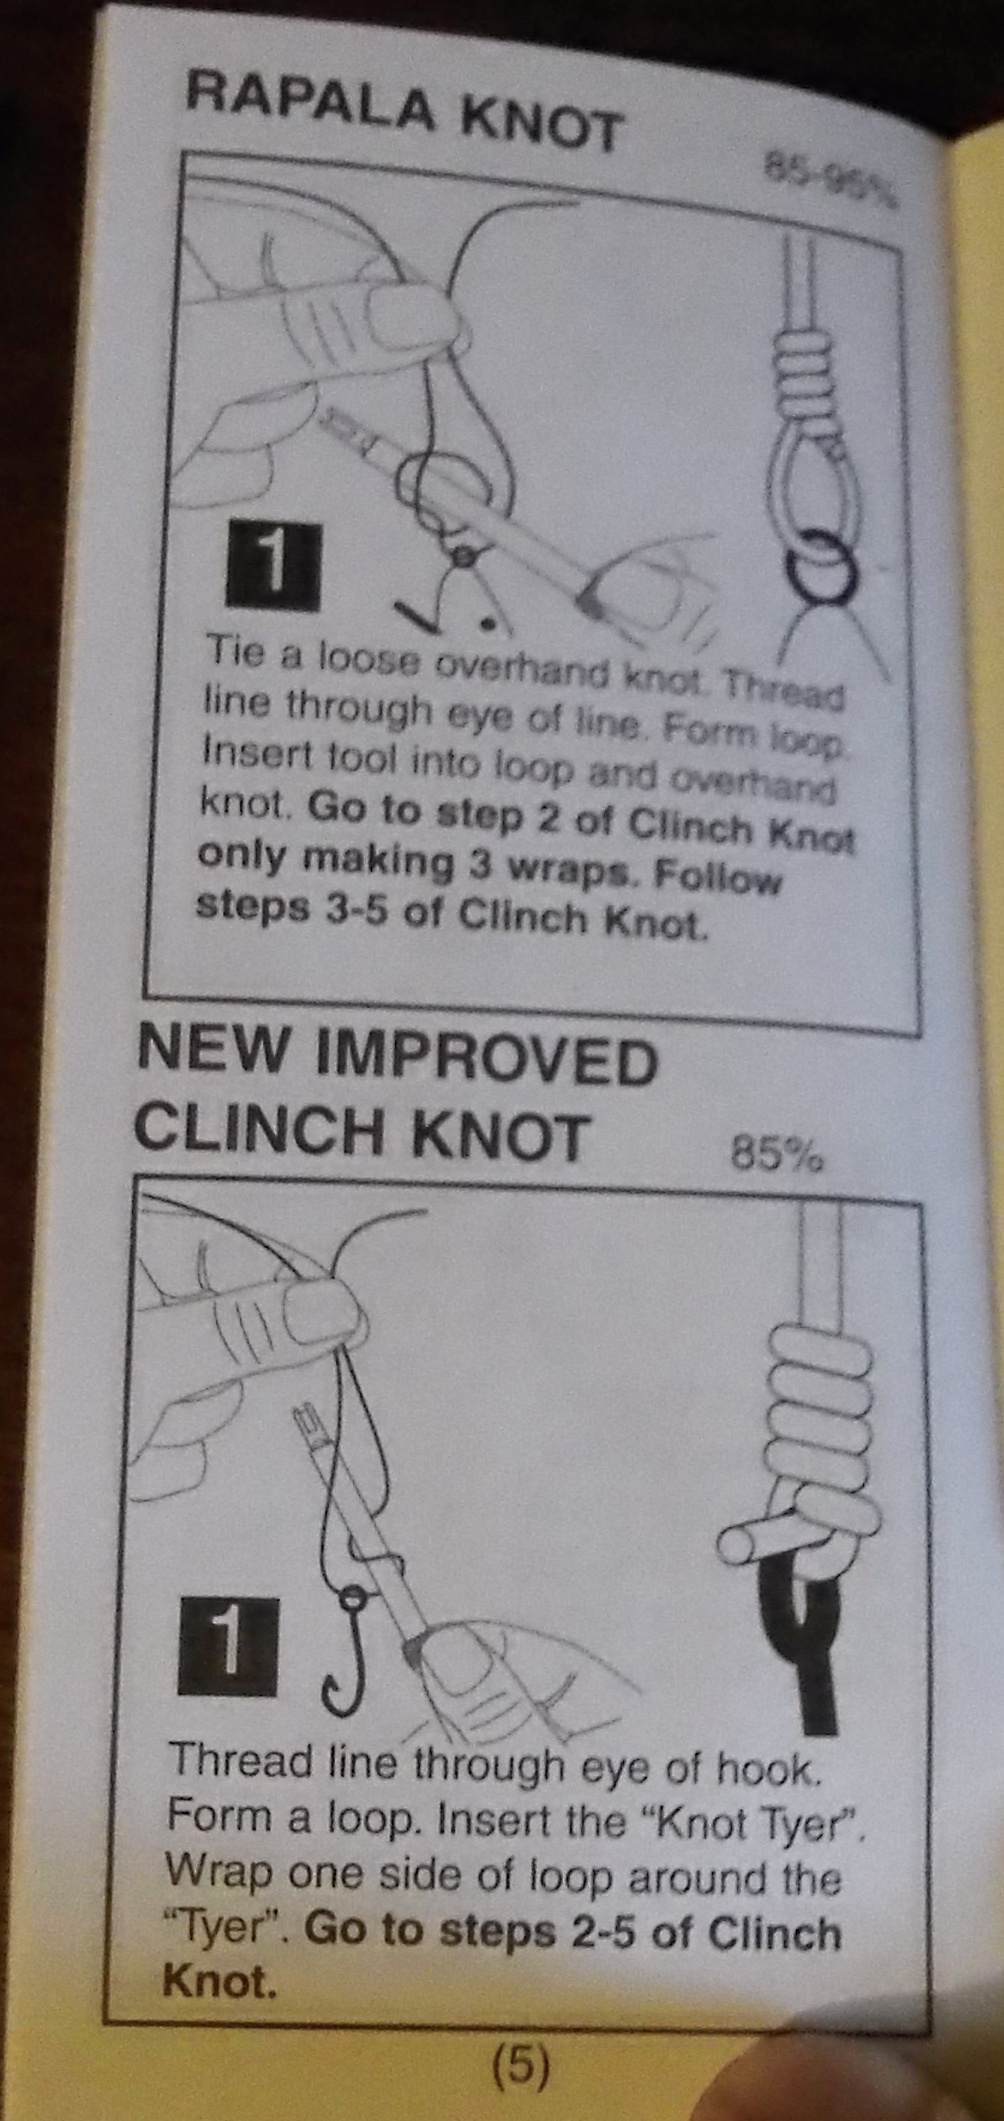 RAPALA KNOT
85-95%
1
Tie a loose overhand knot. Thread
line through eye of line. Form loop.
Insert tool into loop and overhand
knot. Go to step 2 of Clinch Knot
only making 3 wraps. Follow
steps 3-5 of Clinch Knot.
NEW IMPROVED
CLINCH KNOT
85%
1
Thread line through eye of hook.
Form a loop. Insert the “Knot Tyer”.
Wrap one side of loop around the
“Tyer”. Go to steps 2-5 of Clinch
Knot.
(5)